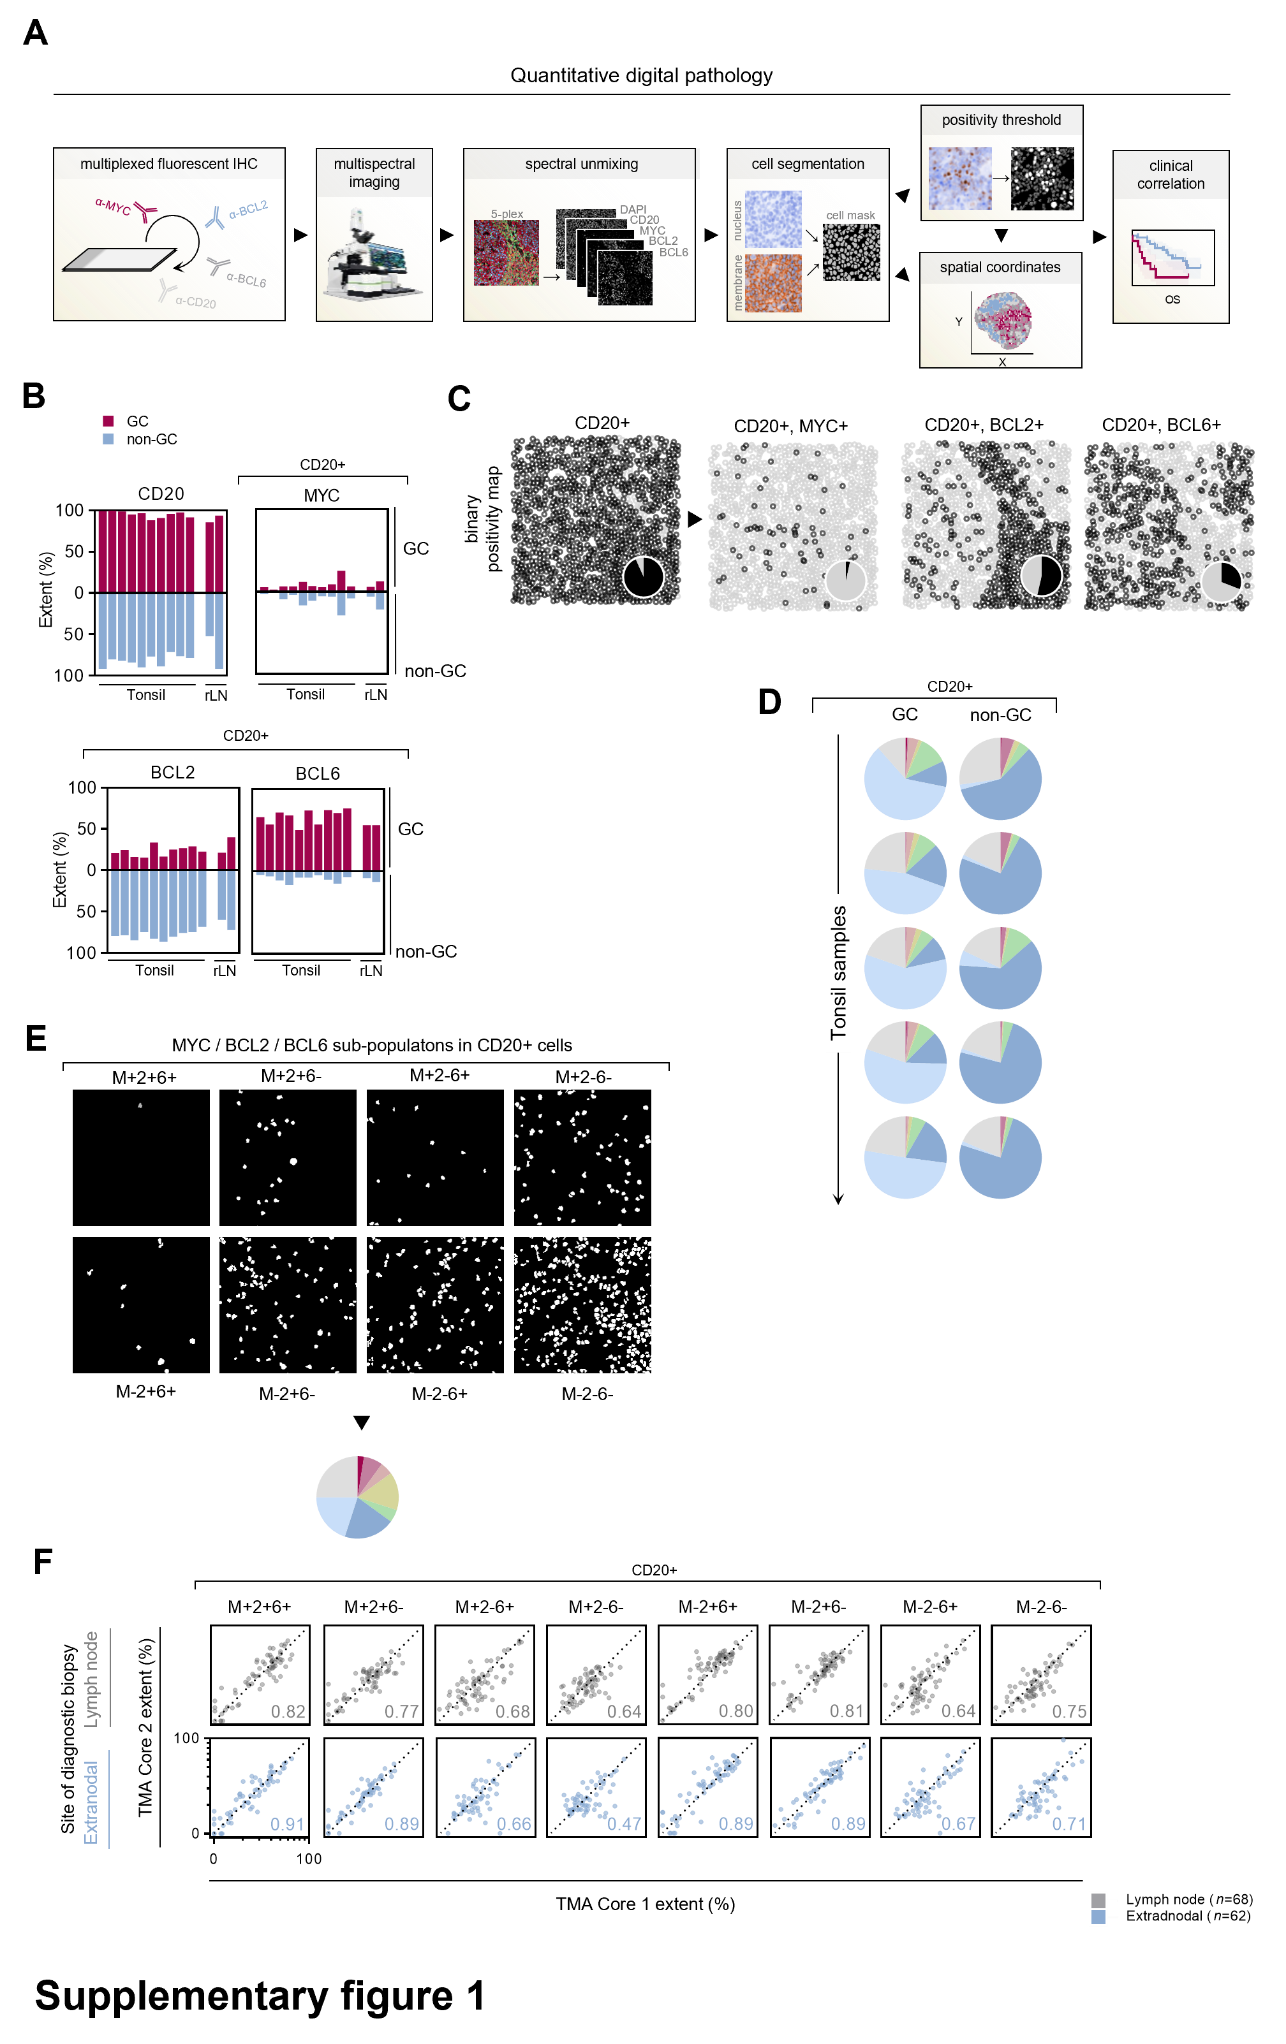 A
Quantitative digital pathology
multiplexed fluorescent IHC
α-MYC
α-BCL2
α-BCL6
α-CD20
multispectral
imaging
spectral unmixing
5-plex
DAPI
CD20
MYC
BCL2
BCL6
cell segmentation
nucleus
membrane
cell mask
positivity threshold
spatial coordinates
Y
X
clinical
correlation
OS
B
GC
non-GC
CD20+
CD20
MYC
Extent (%)
100
50
0
50
100
GC
non-GC
Tonsil
rLN
Tonsil
rLN
CD20+
BCL2
BCL6
Extent (%)
100
50
0
50
100
GC
non-GC
Tonsil
rLN
Tonsil
rLN
C
binary
positivity map
CD20+
CD20+, MYC+
CD20+, BCL2+
CD20+, BCL6+
D
CD20+
GC
non-GC
Tonsil samples
E
MYC / BCL2 / BCL6 sub-populatons in CD20+ cells
M+2+6+
M+2+6-
M+2-6+
M+2-6-
M-2+6+
M-2+6-
M-2-6+
M-2-6-
F
CD20+
M+2+6+
M+2+6-
M+2-6+
M+2-6-
M-2+6+
M-2+6-
M-2-6+
M-2-6-
Site of diagnostic biopsy
Lymph node
Extranodal
TMA Core 2 extent (%)
0.82
0.77
0.68
0.64
0.80
0.81
0.64
0.75
100
0
0.91
0.89
0.66
0.47
0.89
0.89
0.67
0.71
0
100
TMA Core 1 extent (%)
Lymph node (n=68)
Extradnodal (n=62)
Supplementary figure 1